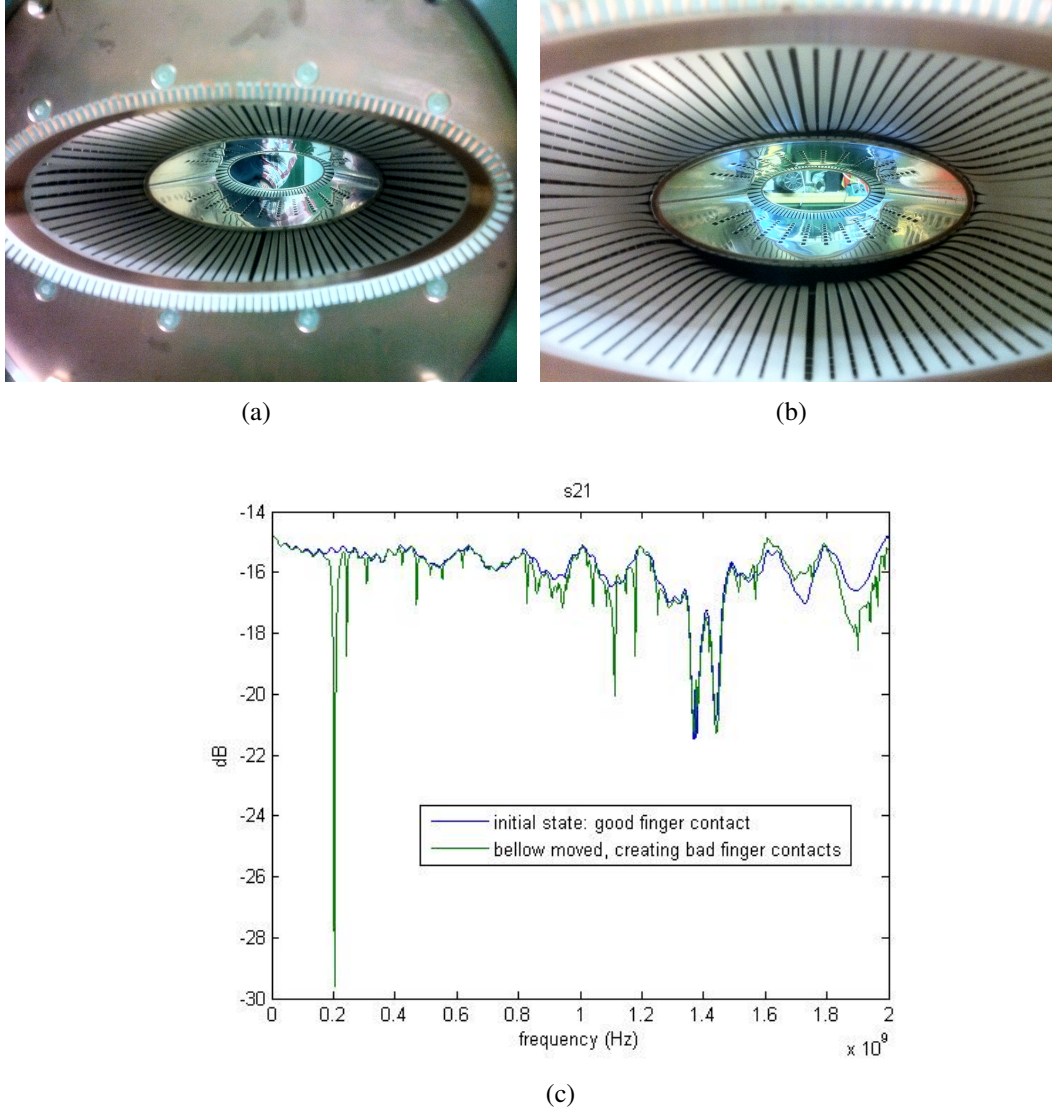 (a)
(b)
s21
-14
-16
-18
-20
-22
-24
-26
-28
-30
dB
initial state: good finger contact
bellow moved, creating bad finger contacts
0 0.2 0.4 0.6 0.8 1 1.2 1.4 1.6 1.8 2
frequency (Hz)
x 10^9
(c)